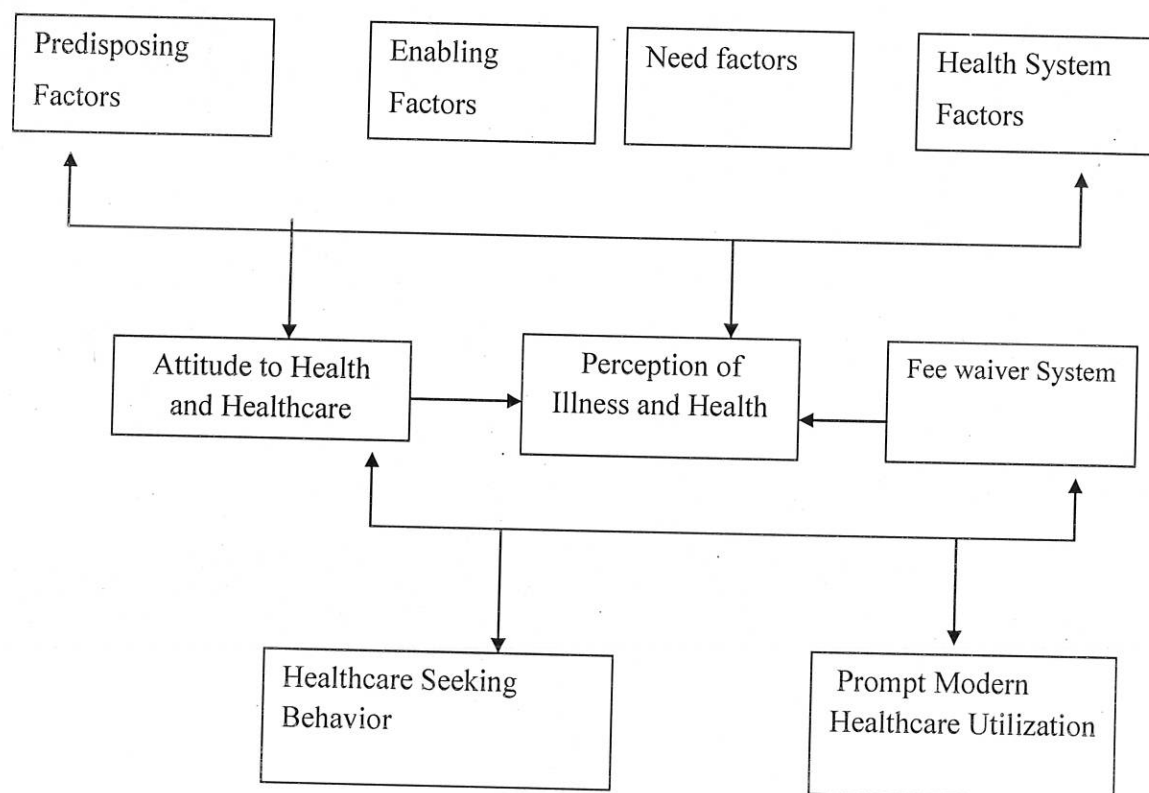 Predisposing
Factors
Enabling
Factors
Need factors
Health System
Factors
Attitude to Health
and Healthcare
Perception of
Illness and Health
Fee waiver System
Healthcare Seeking
Behavior
Prompt Modern
Healthcare Utilization